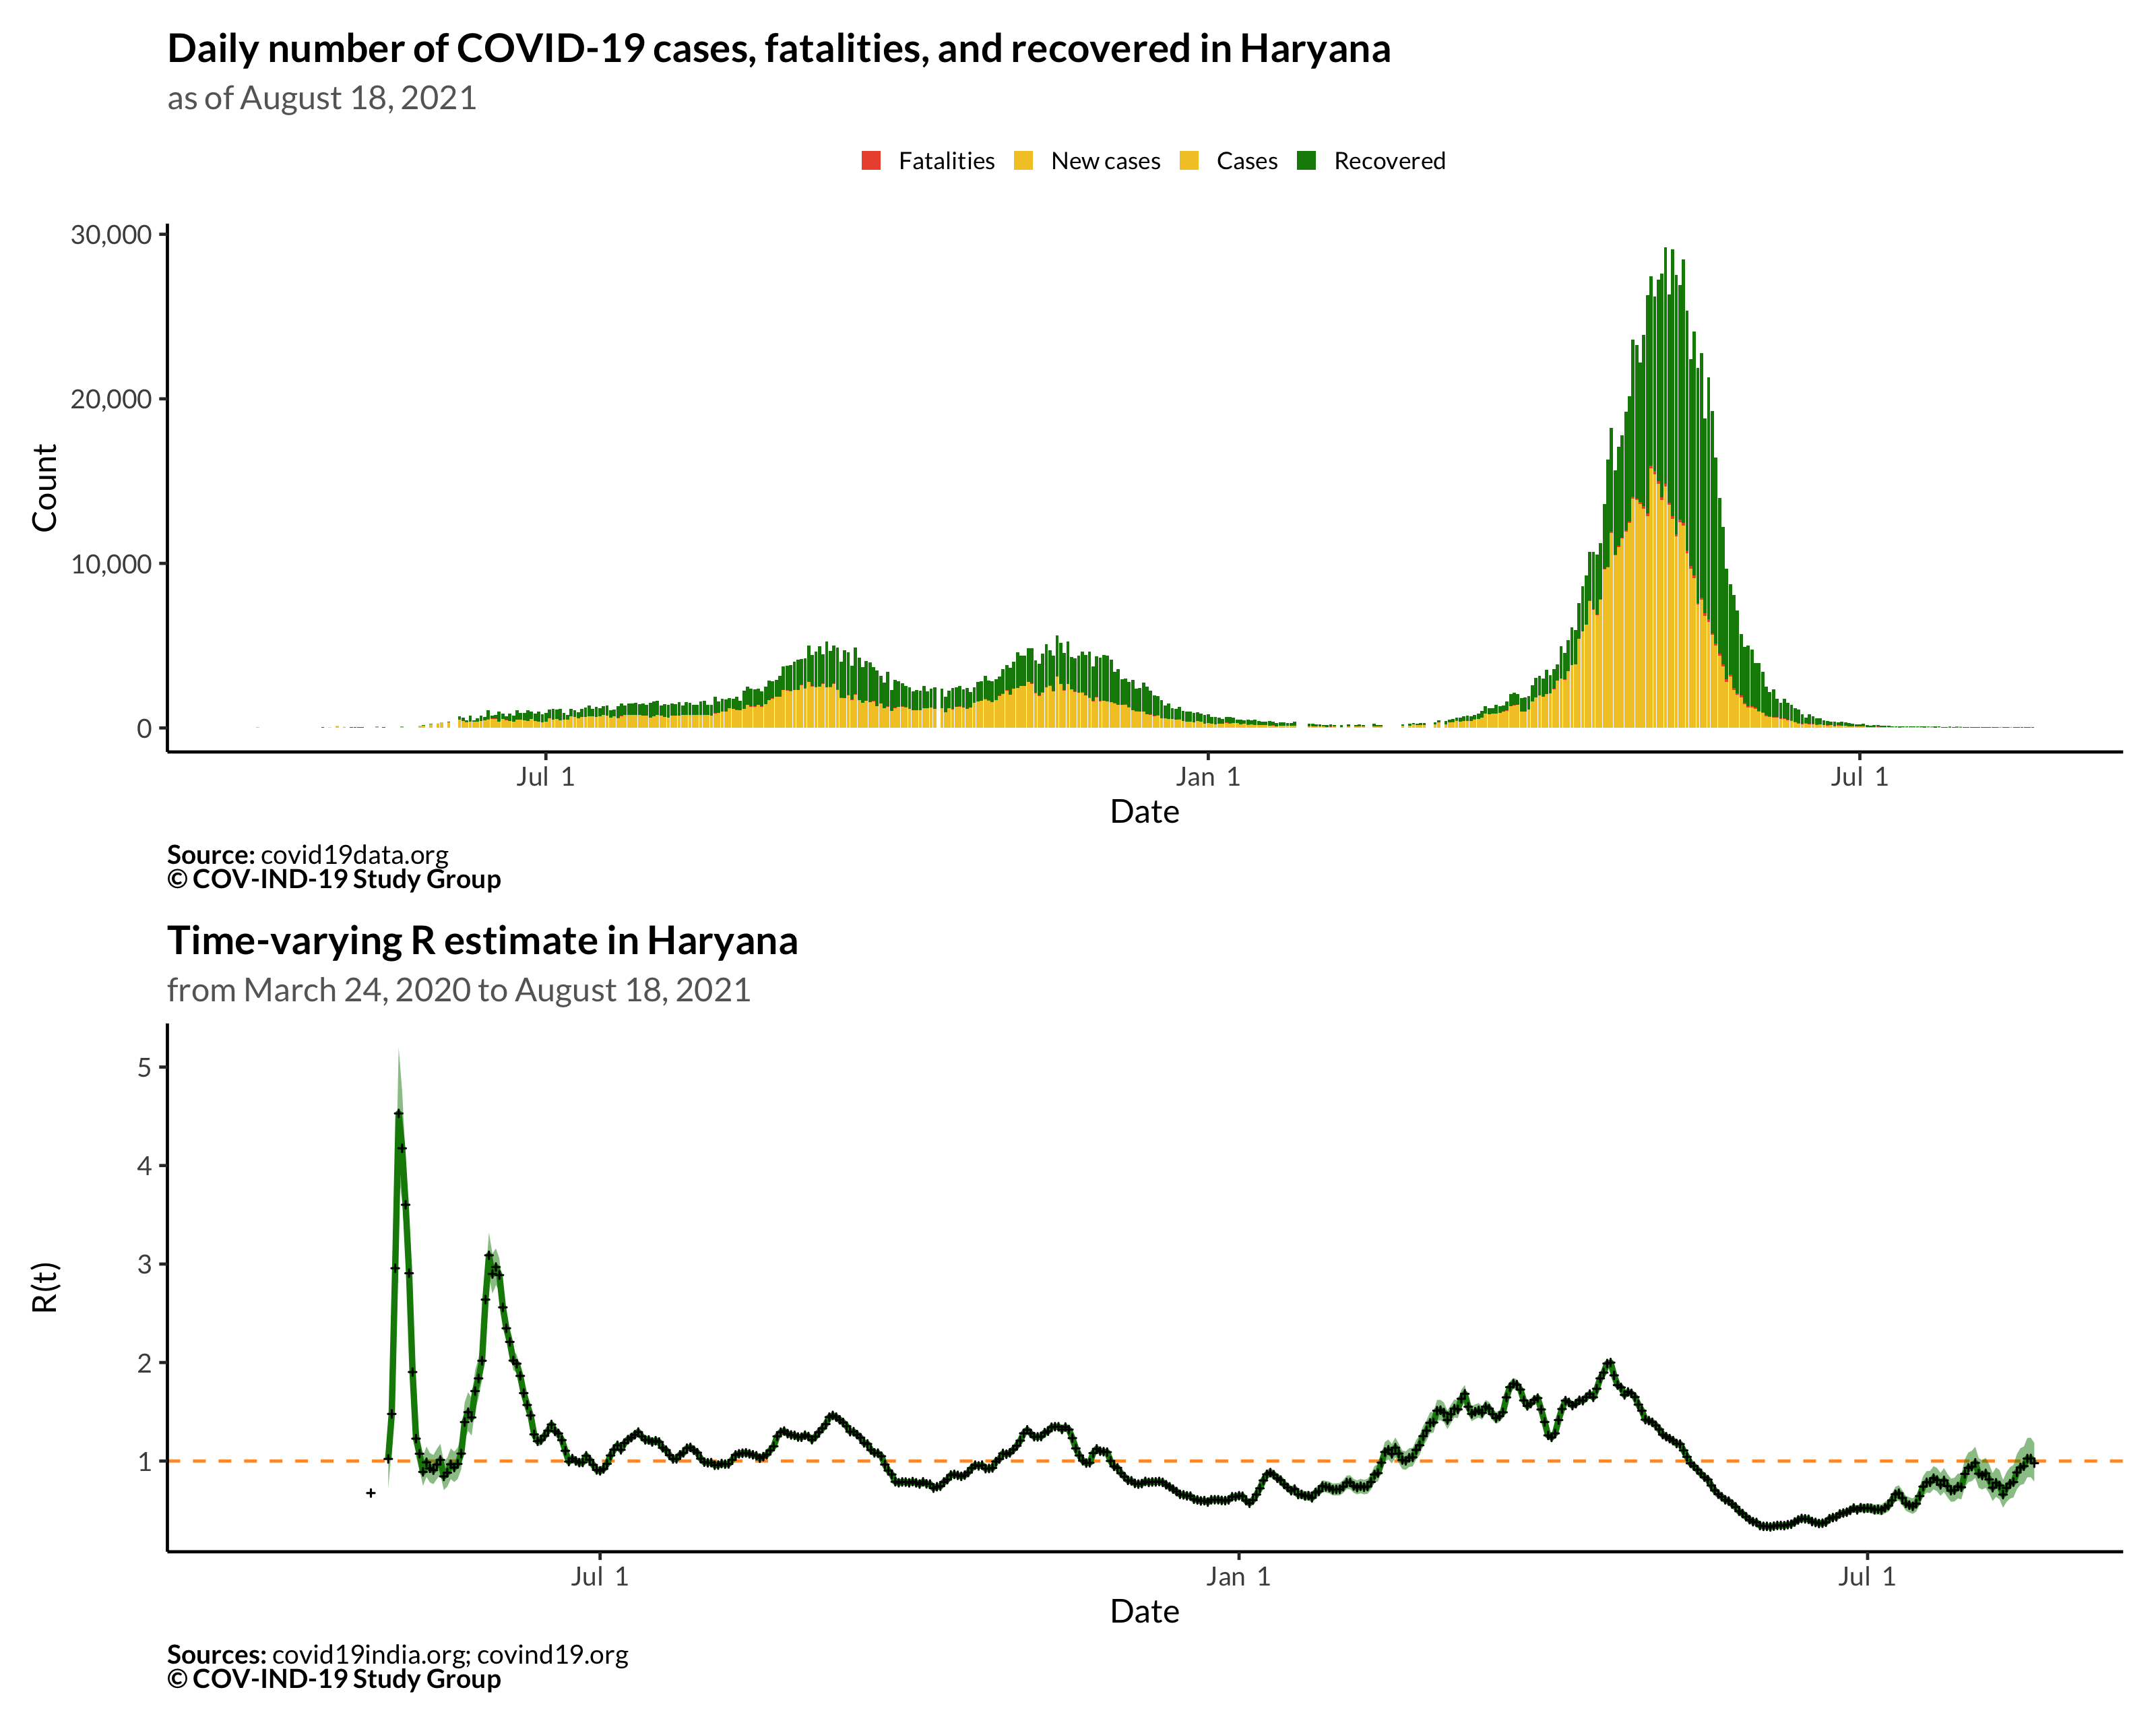 Daily number of COVID-19 cases, fatalities, and recovered in Haryana
as of August 18, 2021
Fatalities New cases Cases Recovered
30,000
20,000
10,000
0
Count
Jul 1 Jan 1 Jul 1
Date
Source: covid19data.org
© COV-IND-19 Study Group
Time-varying R estimate in Haryana
from March 24, 2020 to August 18, 2021
5
4
3
2
1
R(t)
Jul 1 Jan 1 Jul 1
Date
Sources: covid19india.org; covind19.org
© COV-IND-19 Study Group